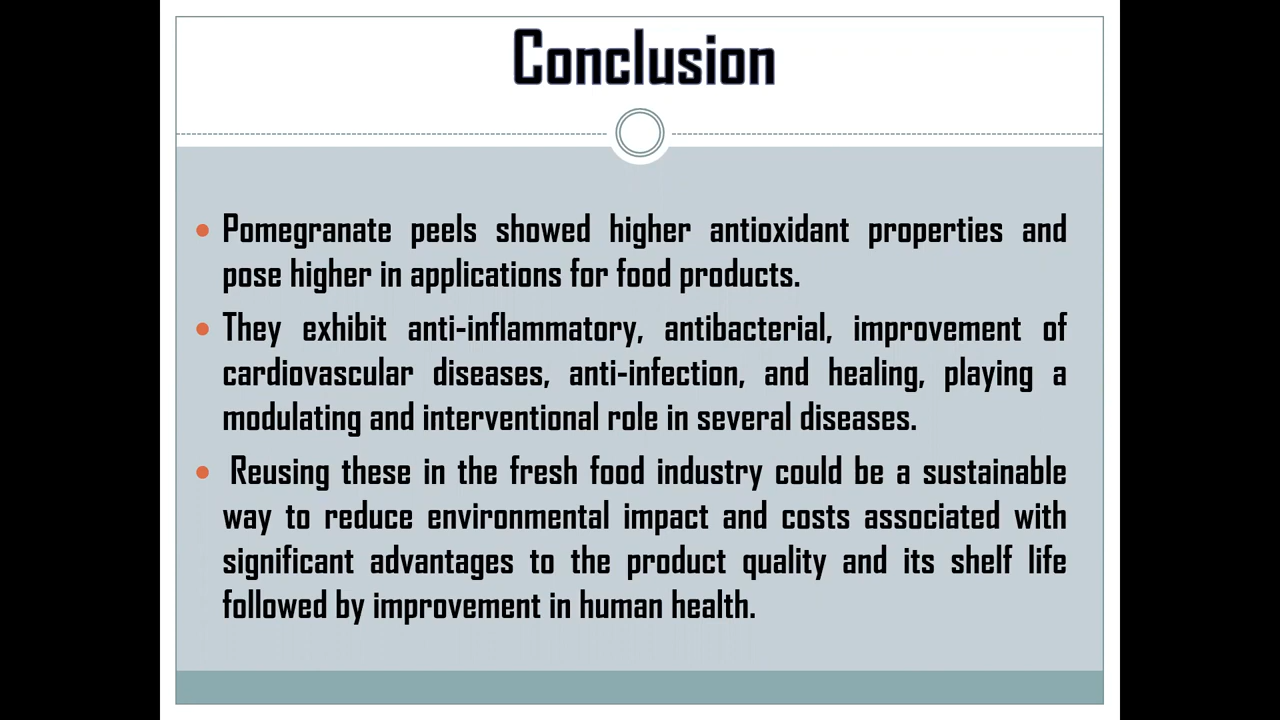 Conclusion
Pomegranate peels showed higher antioxidant properties and
pose higher in applications for food products.
They exhibit anti-inflammatory, antibacterial, improvement of
cardiovascular diseases, anti-infection, and healing, playing a
modulating and interventional role in several diseases.
Reusing these in the fresh food industry could be a sustainable
way to reduce environmental impact and costs associated with
significant advantages to the product quality and its shelf life
followed by improvement in human health.